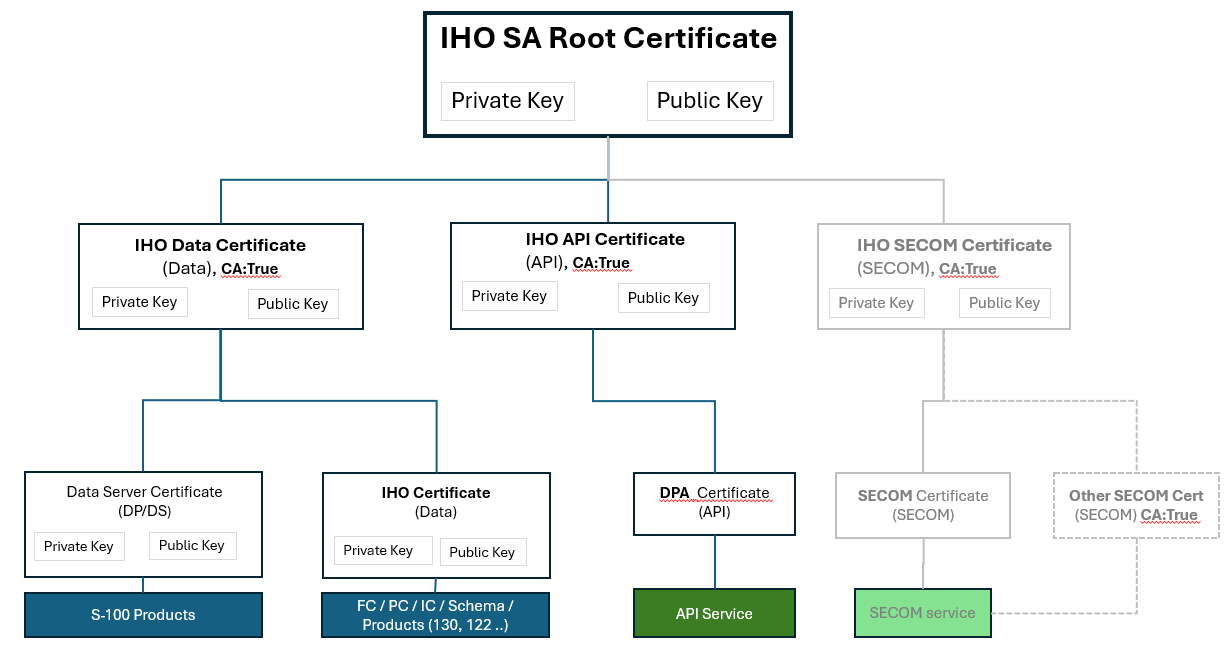 IHO SA Root Certificate
Private Key
Public Key
IHO Data Certificate
(Data), CA:True
Private Key
Public Key
IHO API Certificate
(API), CA:True
Private Key
Public Key
IHO SECOM Certificate
(SECOM), CA:True
Private Key
Public Key
Data Server Certificate
(DP/DS)
Private Key
Public Key
IHO Certificate
(Data)
Private Key
Public Key
DPA Certificate
(API)
SECOM Certificate
(SECOM)
Other SECOM Cert
(SECOM) CA:True
S-100 Products
FC / PC / IC / Schema /
Products (130, 122 ..)
API Service
SECOM service